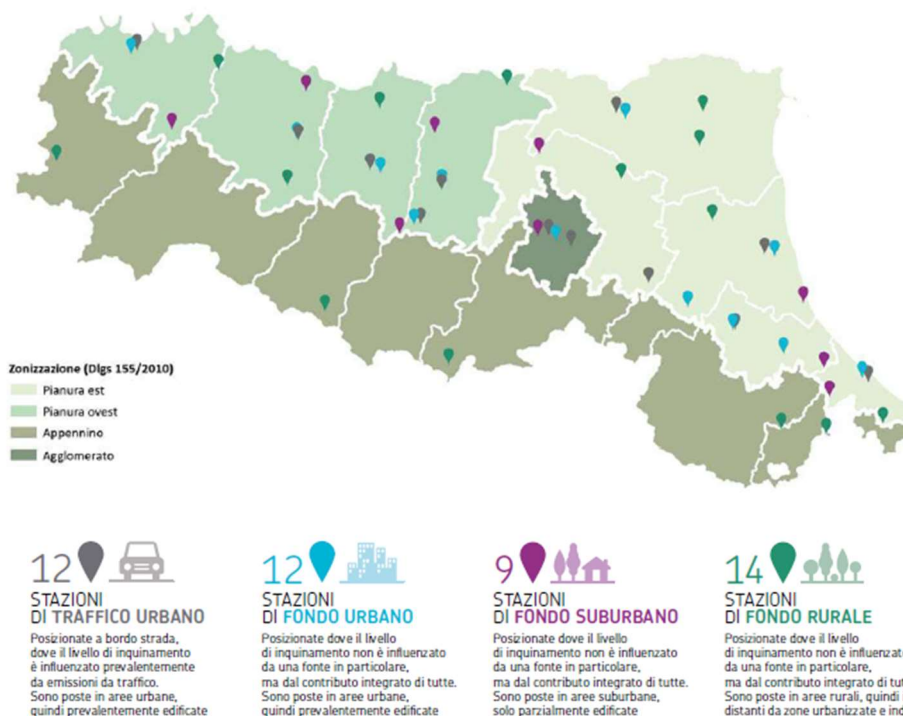 Zonizzazione (Dlgs 155/2010)
Pianura est
Pianura ovest
Appennino
Agglomerato
12
STAZIONI
DI TRAFFICO URBANO
Posizionate a bordo strada,
dove il livello di inquinamento
è influenzato prevalentemente
da emissioni da traffico.
Sono poste in aree urbane,
quindi prevalentemente edificate
12
STAZIONI
DI FONDO URBANO
Posizionate dove il livello
di inquinamento non è influenzato
da una fonte in particolare,
ma dal contributo integrato di tutte.
Sono poste in aree urbane,
quindi prevalentemente edificate
9
STAZIONI
DI FONDO SUBURBANO
Posizionate dove il livello
di inquinamento non è influenzato
da una fonte in particolare,
ma dal contributo integrato di tutte.
Sono poste in aree suburbane,
solo parzialmente edificate
14
STAZIONI
DI FONDO RURALE
Posizionate dove il livello
di inquinamento non è influenzato
da una fonte in particolare,
ma dal contributo integrato di
Sono poste in aree rurali, quindi
distanti da zone urbanizzate e